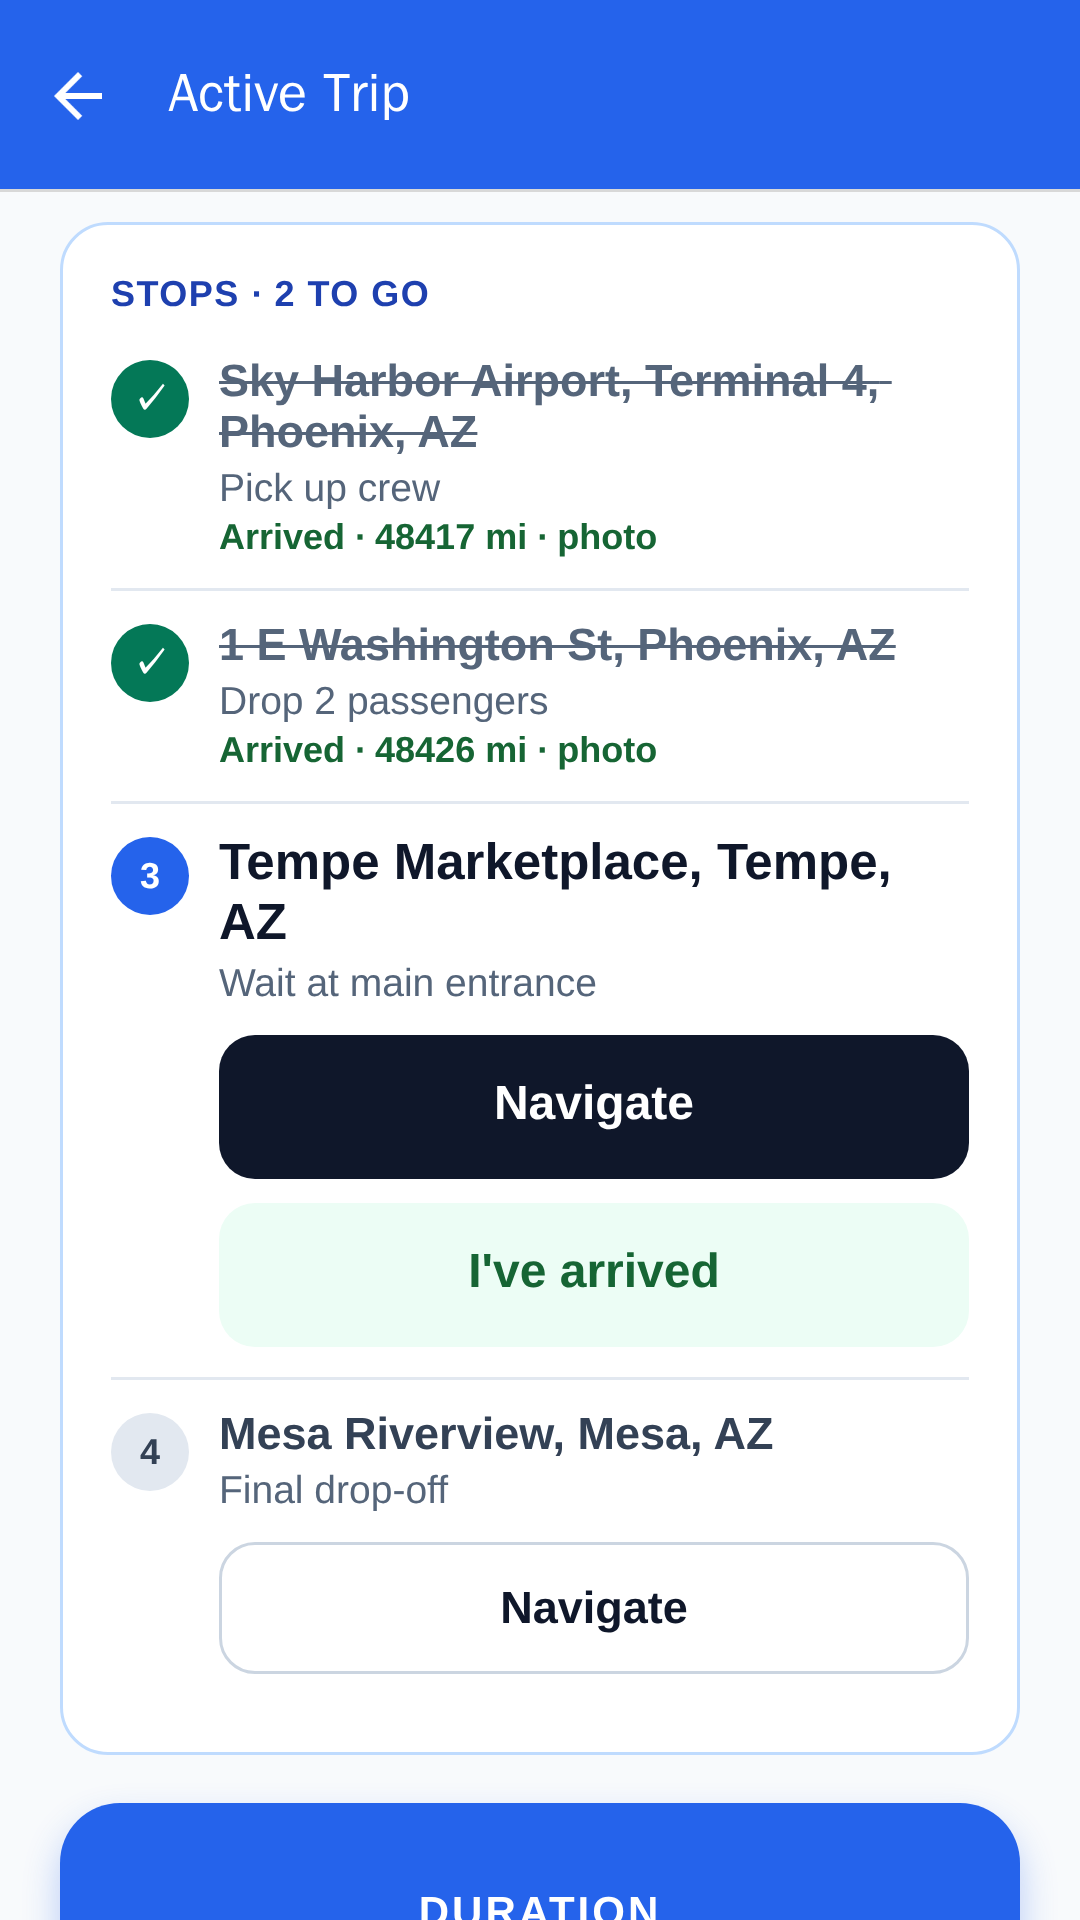 Active Trip
STOPS · 2 TO GO
✓
Sky Harbor Airport, Terminal 4,
Phoenix, AZ
Pick up crew
Arrived · 48417 mi · photo
✓
1 E Washington St, Phoenix, AZ
Drop 2 passengers
Arrived · 48426 mi · photo
3
Tempe Marketplace, Tempe,
AZ
Wait at main entrance
Navigate
I've arrived
4
Mesa Riverview, Mesa, AZ
Final drop-off
Navigate
DURATION